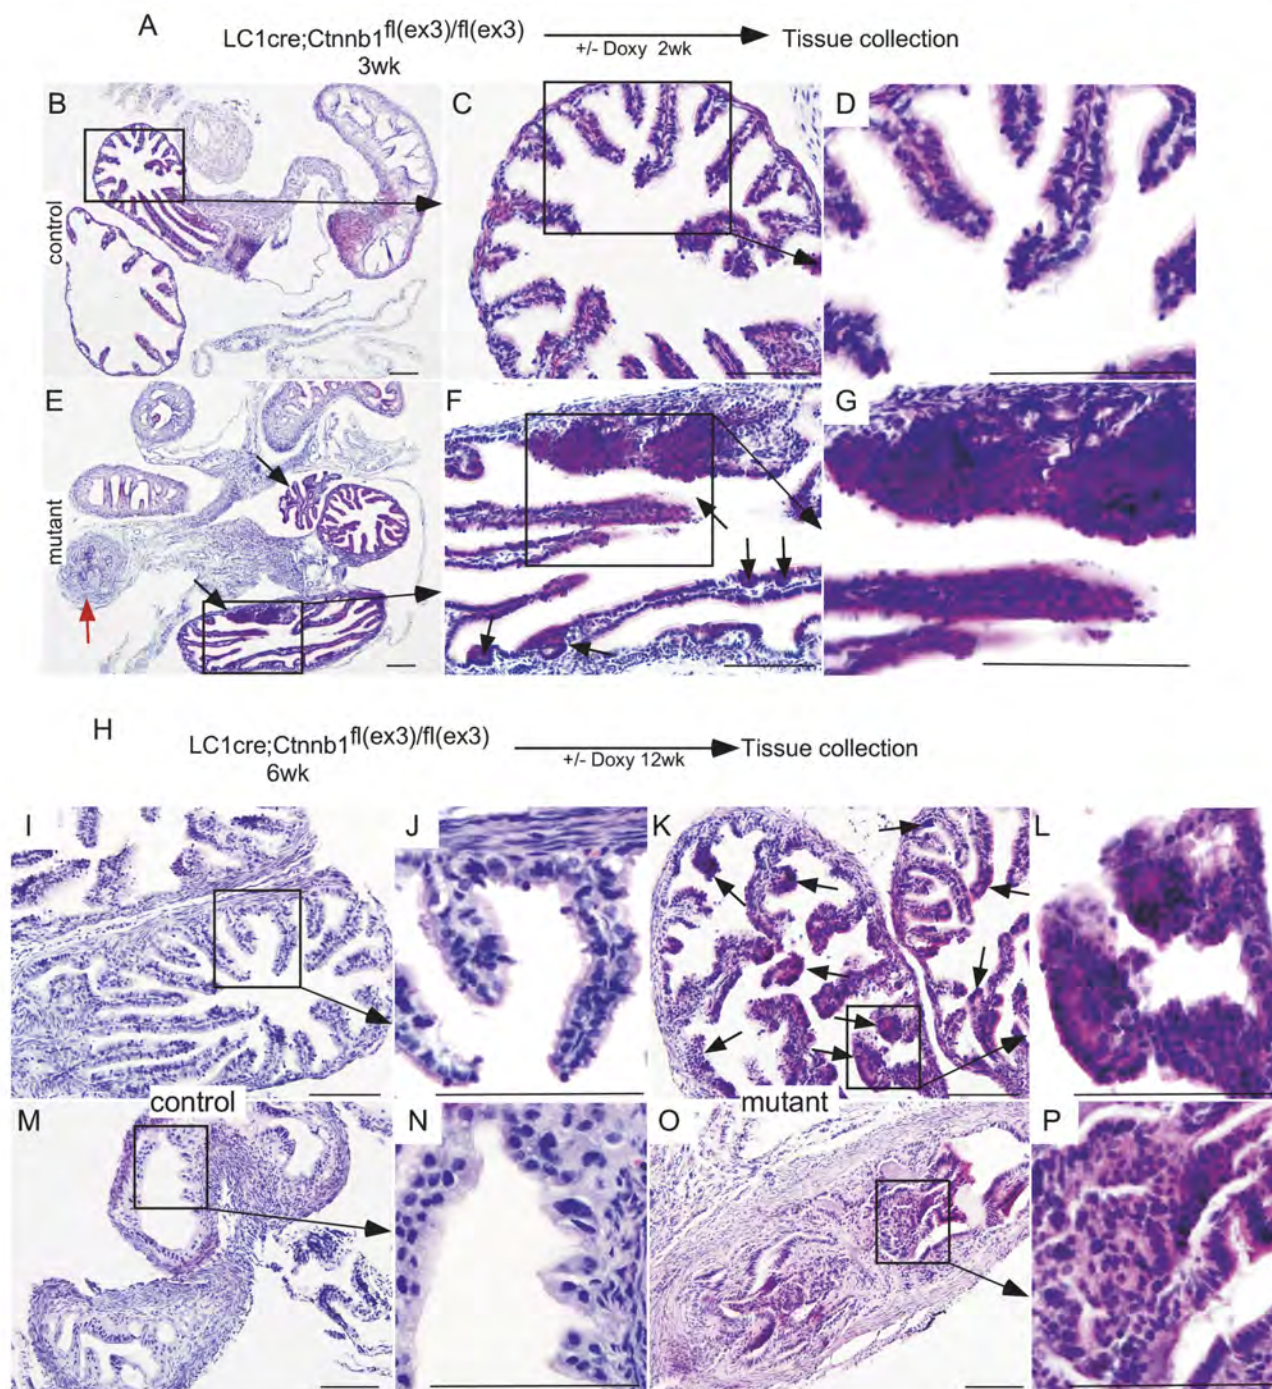 A
LC1cre;Ctnnb1fl(ex3)/fl(ex3)
+/- Doxy 2wk
Tissue collection
3wk
B
C
D
control
E
F
G
mutant
H
LC1cre;Ctnnb1fl(ex3)/fl(ex3)
+/- Doxy 12wk
Tissue collection
6wk
I
J
K
L
control
mutant
M
N
O
P